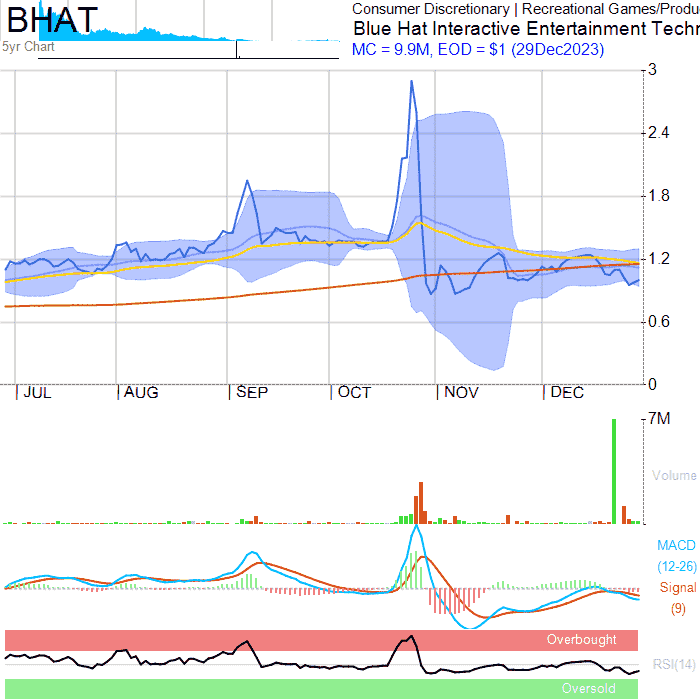 BHAT
5yr Chart
Consumer Discretionary | Recreational Games/Produ
Blue Hat Interactive Entertainment Techn
MC = 9.9M, EOD = $1 (29Dec2023)
3
2.4
1.8
1.2
0.6
0
JUL AUG SEP OCT NOV DEC
7M
Volume
MACD
(12-26)
Signal
(9)
Overbought
RSI(14)
Oversold